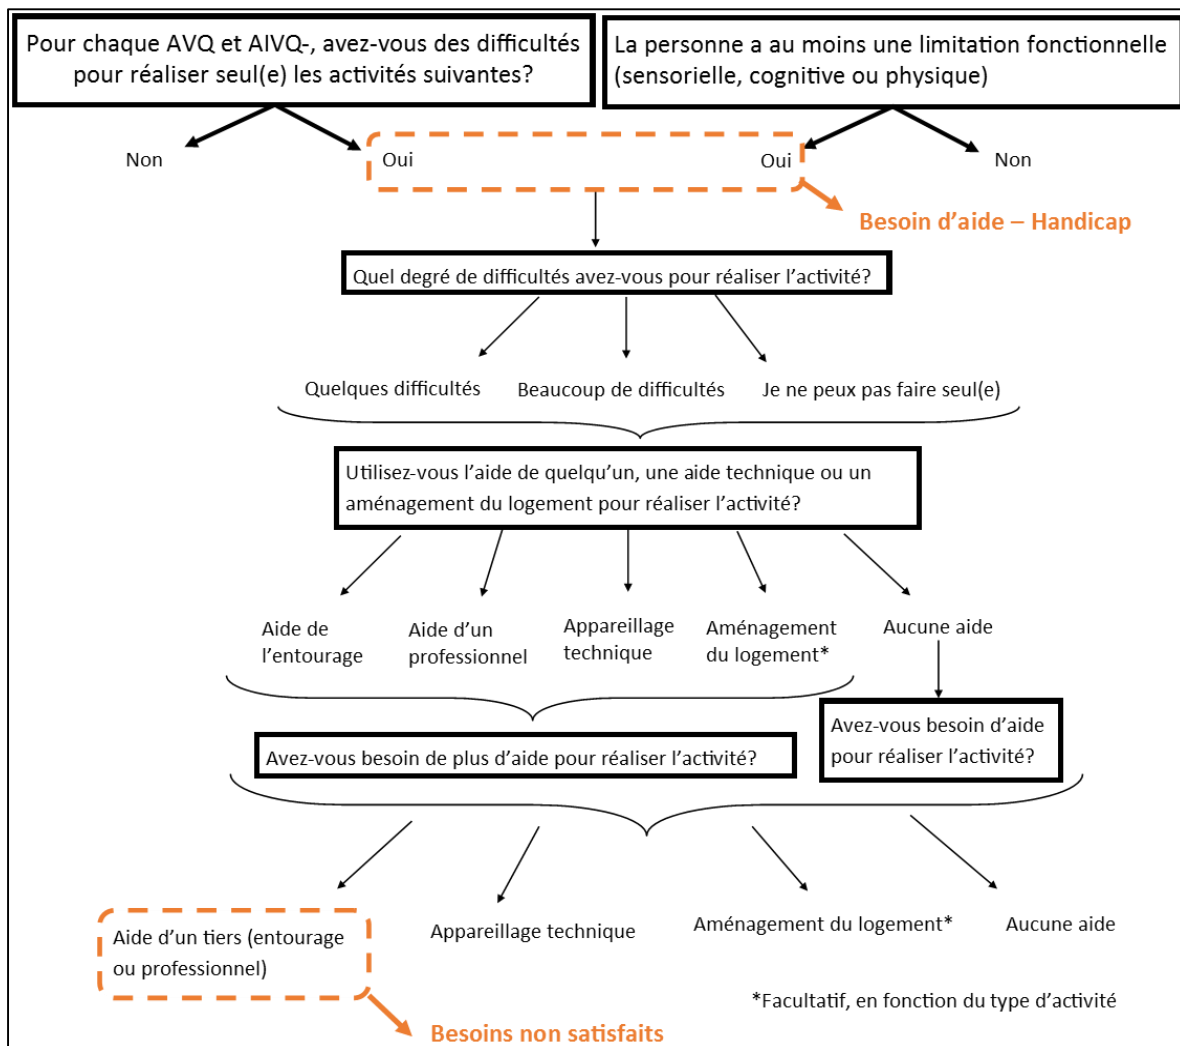 Pour chaque AVQ et AIVQ-, avez-vous des difficultés
pour réaliser seul(e) les activités suivantes?
La personne a au moins une limitation fonctionnelle
(sensorielle, cognitive ou physique)
Non
Oui
Oui
Non
Besoin d'aide – Handicap
Quel degré de difficultés avez-vous pour réaliser l'activité?
Quelques difficultés
Beaucoup de difficultés
Je ne peux pas faire seul(e)
Utilisez-vous l'aide de quelqu'un, une aide technique ou un
aménagement du logement pour réaliser l'activité?
Aide de
l'entourage
Aide d'un
professionnel
Appareillage
technique
Aménagement
du logement*
Aucune aide
Avez-vous besoin de plus d'aide pour réaliser l'activité?
Avez-vous besoin d'aide
pour réaliser l'activité?
Aide d'un tiers (entourage
ou professionnel)
Appareillage technique
Aménagement du logement*
Aucune aide
*Facultatif, en fonction du type d'activité
Besoins non satisfaits